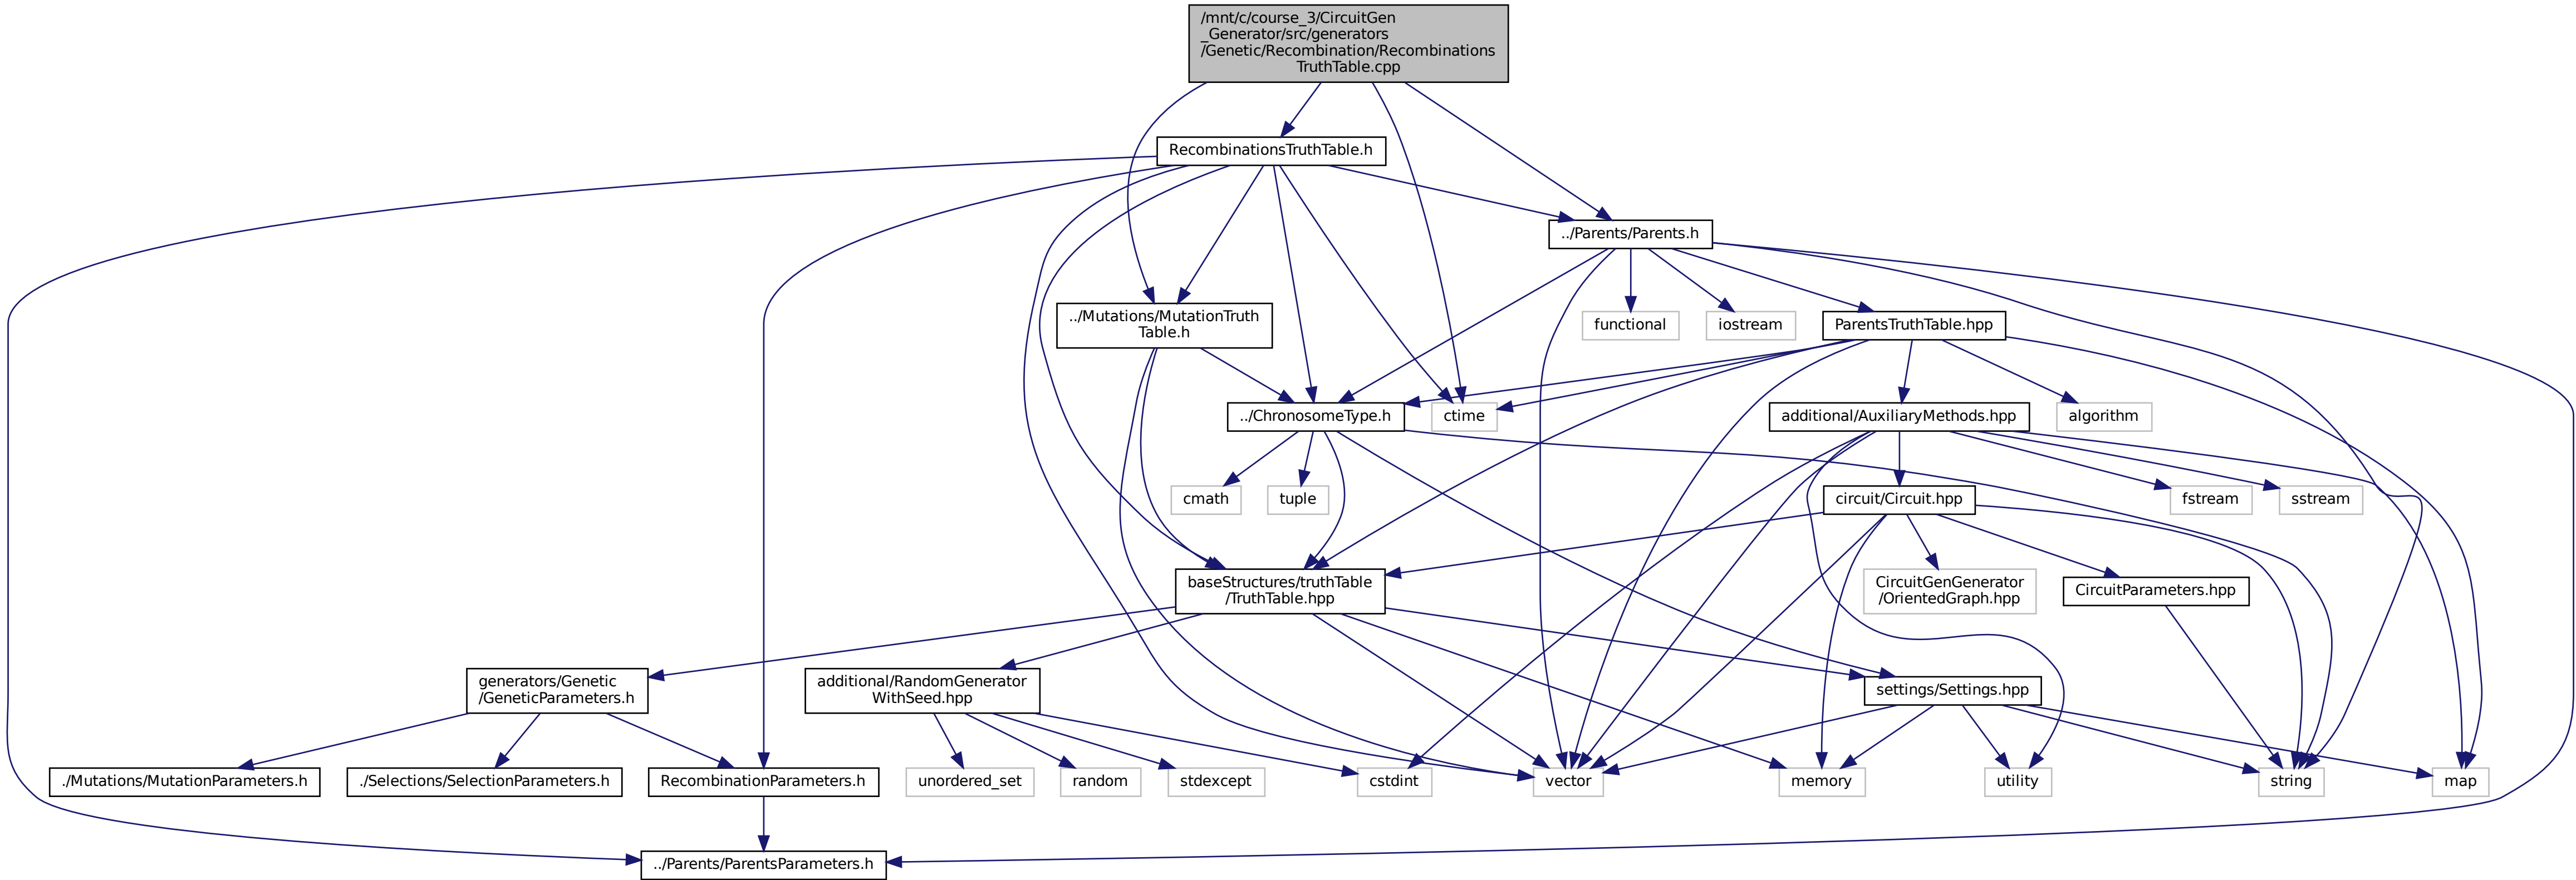 /mnt/c/course_3/CircuitGen
_Generator/src/generators
/Genetic/Recombination/Recombinations
TruthTable.cpp
RecombinationsTruthTable.h
../Parents/Parents.h
../Mutations/MutationTruth
Table.h
functional
iostream
ParentsTruthTable.hpp
../ChronosomeType.h
ctime
additional/AuxiliaryMethods.hpp
algorithm
cmath
tuple
circuit/Circuit.hpp
fstream
sstream
baseStructures/truthTable
/TruthTable.hpp
CircuitGenGenerator
/OrientedGraph.hpp
CircuitParameters.hpp
generators/Genetic
/GeneticParameters.h
additional/RandomGenerator
WithSeed.hpp
settings/Settings.hpp
./Mutations/MutationParameters.h
./Selections/SelectionParameters.h
RecombinationParameters.h
unordered_set
random
stdexcept
cstdint
vector
memory
utility
string
map
../Parents/ParentsParameters.h